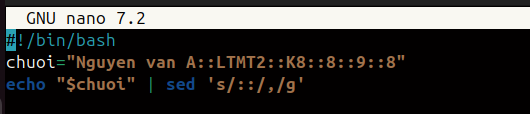 GNU nano 7.2
#!/bin/bash
chuoi="Nguyen van A::LTMT2::K8::8::9::8"
echo "$chuoi" | sed 's/::/,/g'